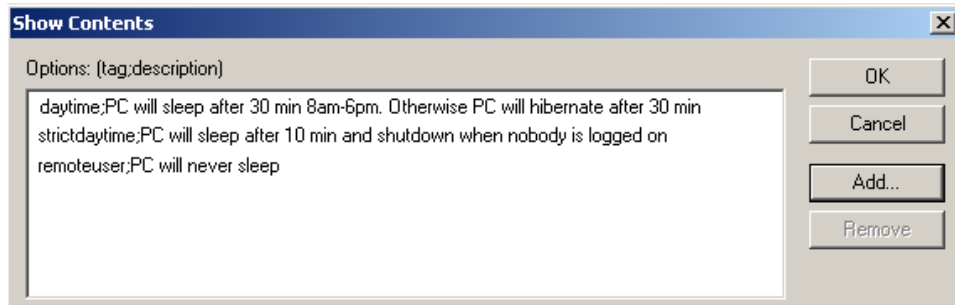 Show Contents
Options: (tag;description)
daytime;PC will sleep after 30 min 8am-6pm. Otherwise PC will hibernate after 30 min
strictdaytime;PC will sleep after 10 min and shutdown when nobody is logged on
remoteuser;PC will never sleep
OK
Cancel
Add...
Remove